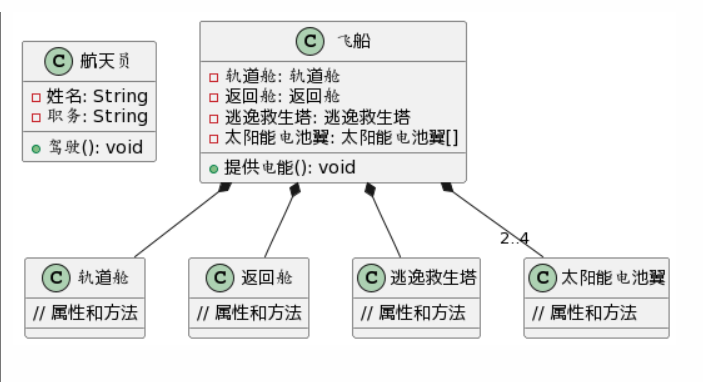 C 航天员
姓名: String
职务: String
驾驶(): void
C 飞船
轨道舱: 轨道舱
返回舱: 返回舱
逃逸救生塔: 逃逸救生塔
太阳能电池翼: 太阳能电池翼[]
提供电能(): void
2..4
C 轨道舱
// 属性和方法
C 返回舱
// 属性和方法
C 逃逸救生塔
// 属性和方法
C 太阳能电池翼
// 属性和方法